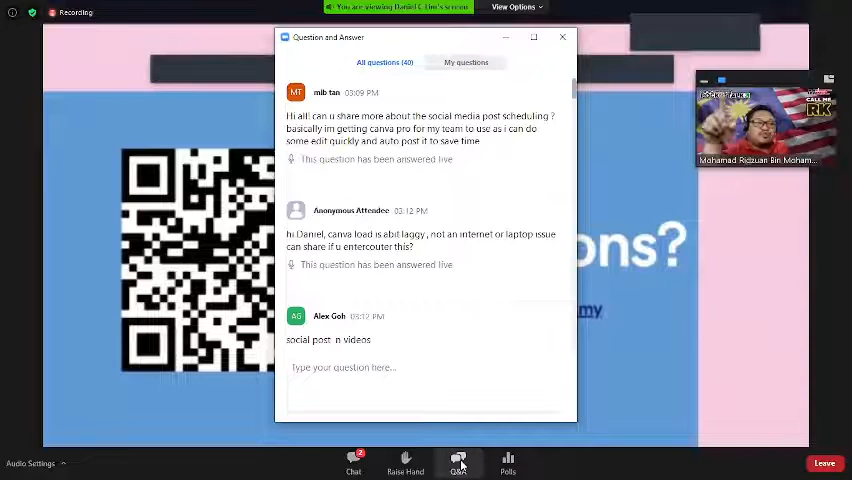 Recording
You are viewing Daniel C Lim's screen
View Options
Question and Answer
All questions (40)
My questions
MT
mib tan 03:09 PM
Hi all! can u share more about the social media post scheduling ?
basically im getting canva pro for my team to use as i can do
some edit quickly and auto post it to save time
This question has been answered live
Anonymous Attendee 03:12 PM
hi Daniel, canva load is abit laggy , not an internet or laptop issue
can share if u entercouter this?
This question has been answered live
AG
Alex Goh 03:12 PM
social post n videos
Type your question here...
ons?
my
CALL ME
RK
Mohamad Ridzuan Bin Moham...
Audio Settings
2
Chat
Raise Hand
Q&A
Polls
Leave